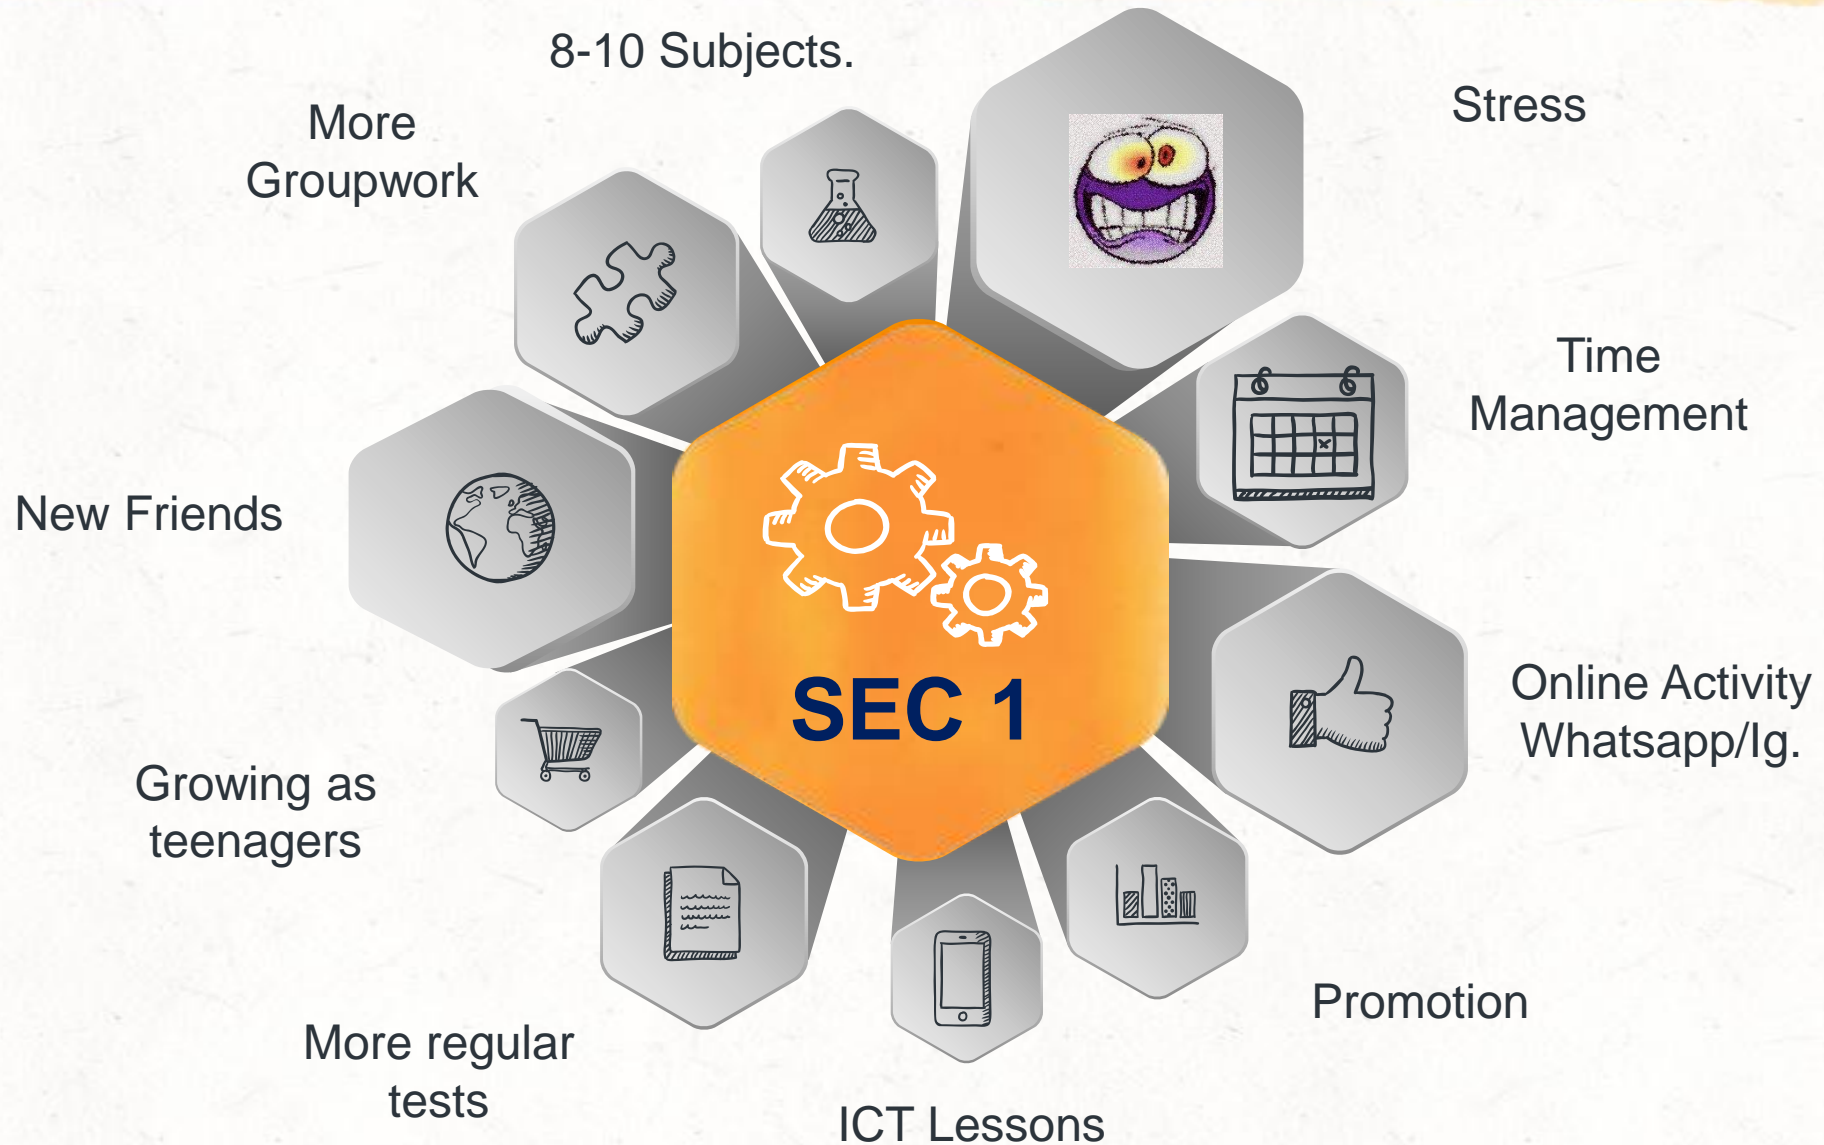 8-10 Subjects.
Stress
More
Groupwork
Time
Management
New Friends
SEC 1
Online Activity
Whatsapp/Ig.
Growing as
teenagers
Promotion
More regular
tests
ICT Lessons